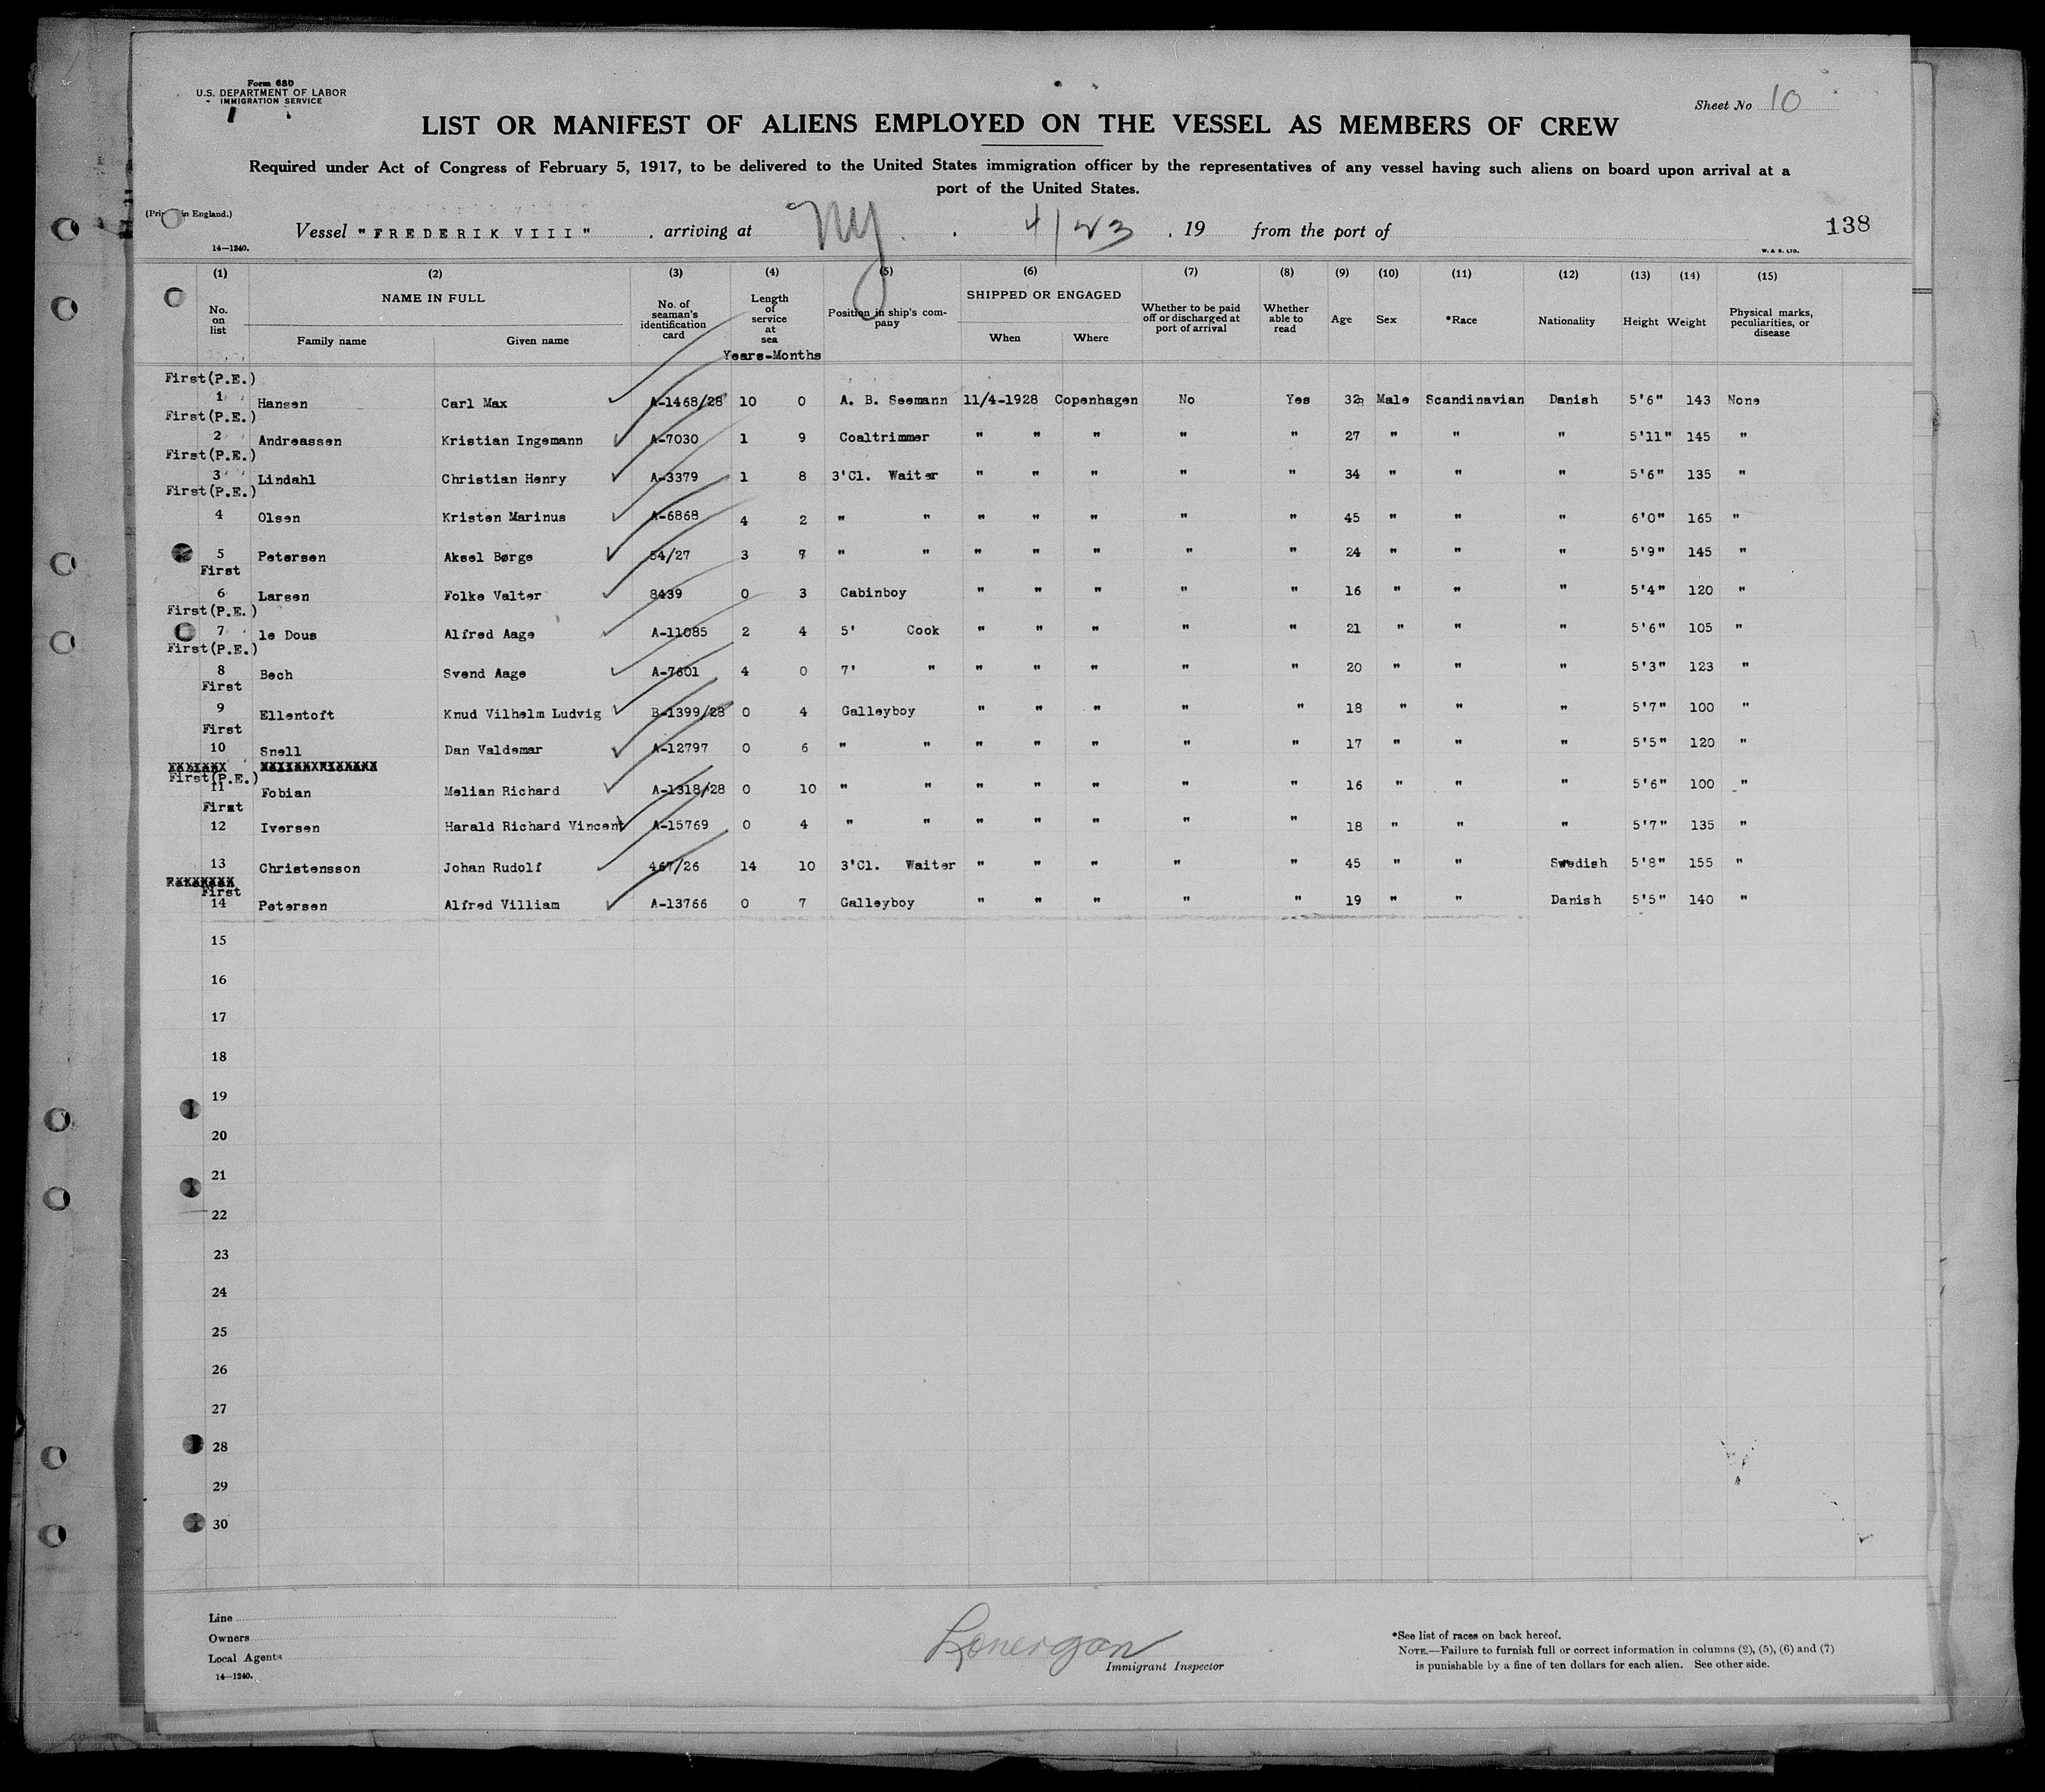 Form 680
U.S. DEPARTMENT OF LABOR
IMMIGRATION SERVICE
Sheet No 10
LIST OR MANIFEST OF ALIENS EMPLOYED ON THE VESSEL AS MEMBERS OF CREW
Required under Act of Congress of February 5, 1917, to be delivered to the United States immigration officer by the representatives of any vessel having such aliens on board upon arrival at a
port of the United States.
(Printed in England.)
Vessel "FREDERIK VIII", arriving at NY. , 4/23, 19 from the port of
138
14—1240.
W. & S. LTD.
(1) (2) (3) (4) (5) (6) (7) (8) (9) (10) (11) (12) (13) (14) (15)
No. on list NAME IN FULL Family name Given name No. of seaman's identification card Length of service at sea Years-Months Position in ship's company SHIPPED OR ENGAGED When Where Whether to be paid off or discharged at port of arrival Whether able to read Age Sex *Race Nationality Height Weight Physical marks, peculiarities, or disease
First(P.E.)
1 Hansen Carl Max A-1468/28 10 0 A. B. Seemann 11/4-1928 Copenhagen No Yes 32 Male Scandinavian Danish 5'6" 143 None
First(P.E.)
2 Andreassen Kristian Ingemann A-7030 1 9 Coaltrimmer " " " " " 27 " " " 5'11" 145 "
First(P.E.)
3 Lindahl Christian Henry A-3379 1 8 3'Cl. Waiter " " " " " 34 " " " 5'6" 135 "
First(P.E.)
4 Olsen Kristen Marinus A-6868 4 2 " " " " " " " 45 " " " 6'0" 165 "
5 Petersen Aksel Børge 54/27 3 7 " " " " " " " 24 " " " 5'9" 145 "
First
6 Larsen Folke Valter 8439 0 3 Cabinboy " " " " " 16 " " " 5'4" 120 "
First(P.E.)
7 le Dous Alfred Aage A-11085 2 4 5' Cook " " " " " 21 " " " 5'6" 105 "
First(P.E.)
8 Bech Svend Aage A-7601 4 0 7' " " " " " " 20 " " " 5'3" 123 "
First
9 Ellentoft Knud Vilhelm Ludvig B-1399/28 0 4 Galleyboy " " " " " 18 " " " 5'7" 100 "
First
10 Snell Dan Valdemar A-12797 0 6 " " " " " " " 17 " " " 5'5" 120 "
First(P.E.)
11 Fobian Melian Richard A-1318/28 0 10 " " " " " " " 16 " " " 5'6" 100 "
First
12 Iversen Harald Richard Vincent A-15769 0 4 " " " " " " " 18 " " " 5'7" 135 "
13 Christensson Johan Rudolf 467/26 14 10 3'Cl. Waiter " " " " " 45 " " Swedish 5'8" 155 "
First
14 Petersen Alfred Villiam A-13766 0 7 Galleyboy " " " " " 19 " " Danish 5'5" 140 "
15
16
17
18
19
20
21
22
23
24
25
26
27
28
29
30
Line
Owners
Local Agents
14—1240.
Lonergan
Immigrant Inspector
*See list of races on back hereof.
NOTE.—Failure to furnish full or correct information in columns (2), (5), (6) and (7)
is punishable by a fine of ten dollars for each alien. See other side.